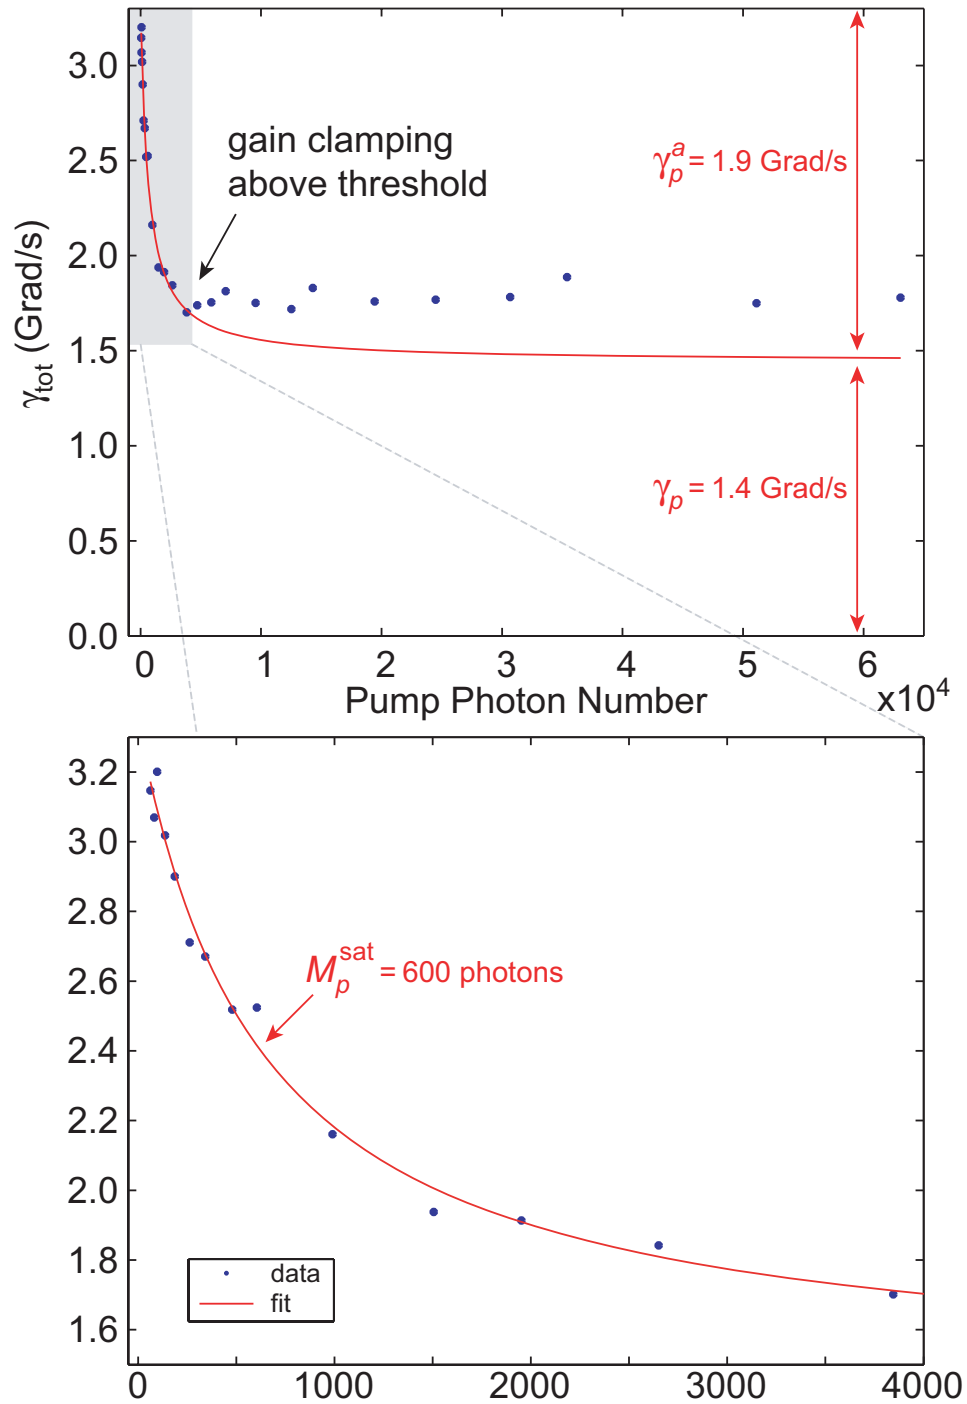 3.0
2.5
2.0
1.5
1.0
0.5
0.0
γtot (Grad/s)
gain clamping
above threshold
γpᵃ = 1.9 Grad/s
γp = 1.4 Grad/s
0 1 2 3 4 5 6
x10⁴
Pump Photon Number
3.2
3.0
2.8
2.6
2.4
2.2
2.0
1.8
1.6
Mpˢᵃᵗ = 600 photons
data
fit
0 1000 2000 3000 4000